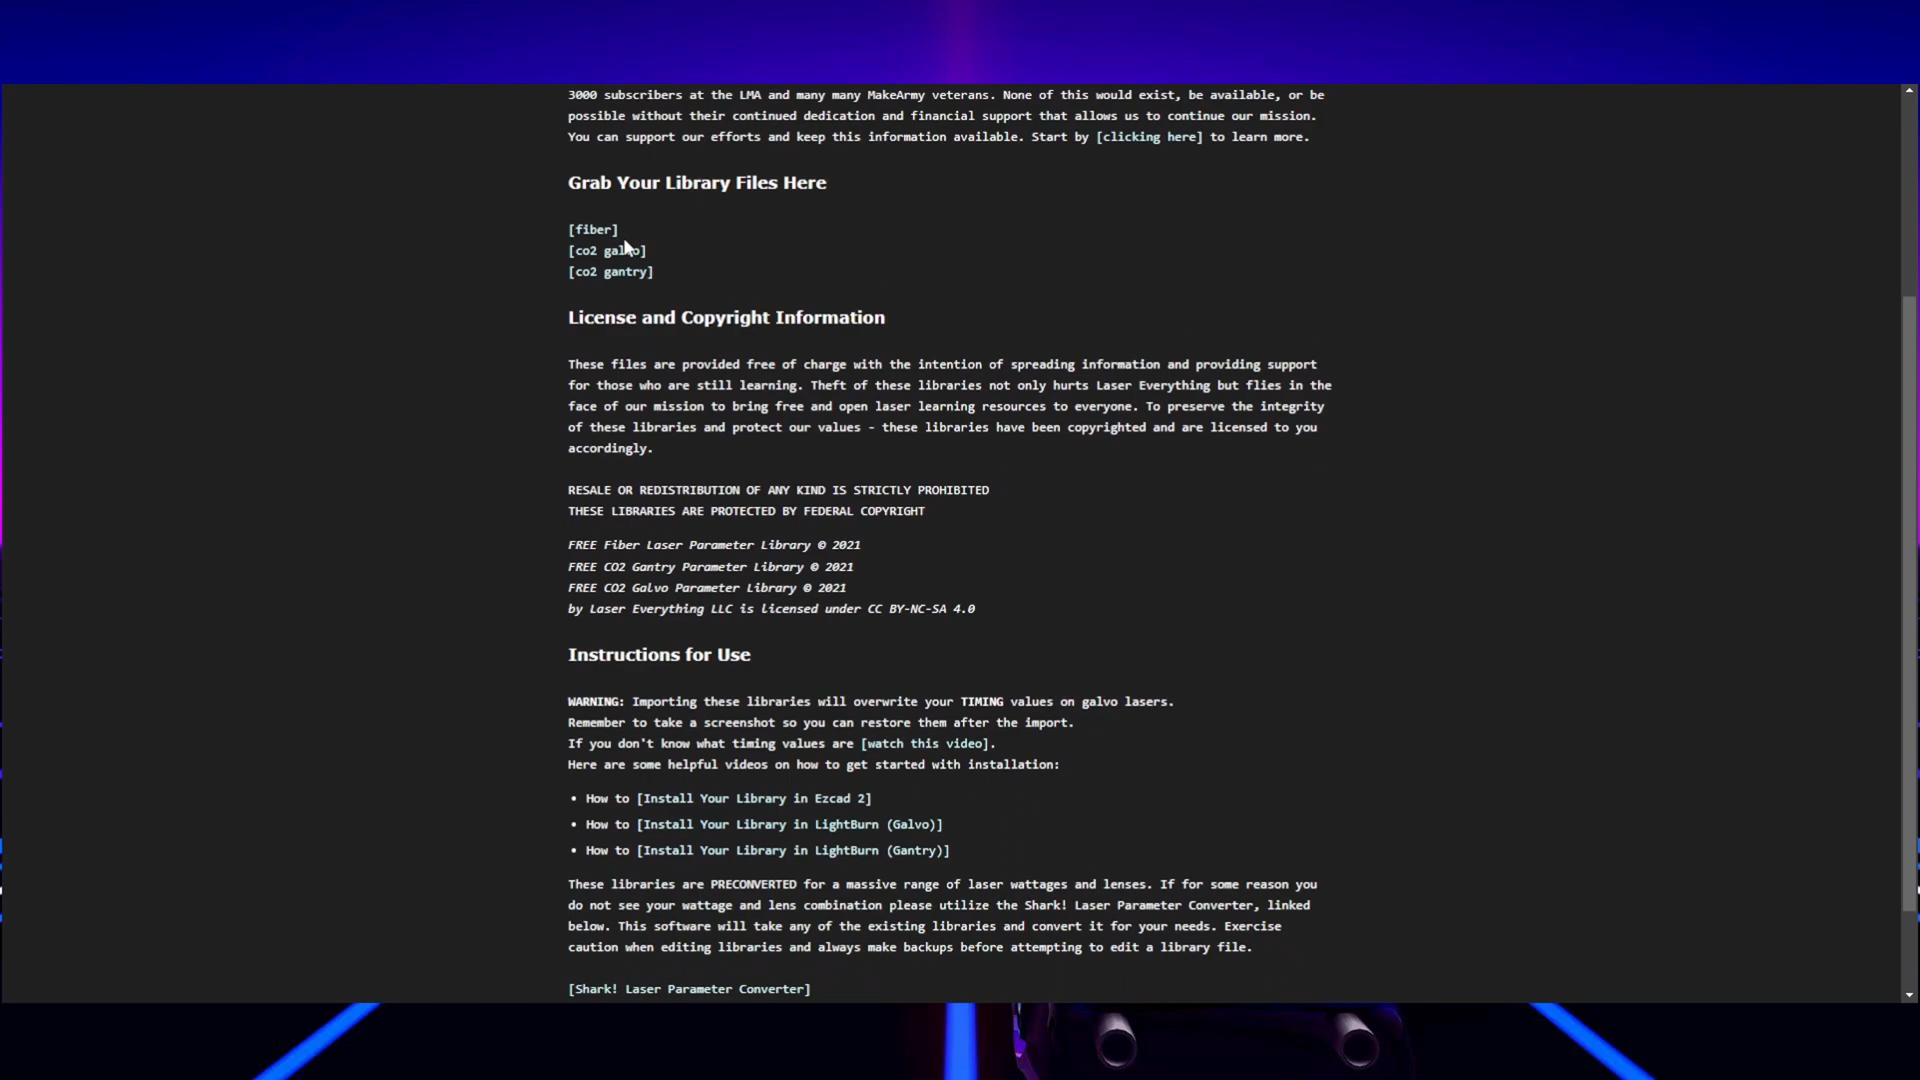 3000 subscribers at the LMA and many many MakeArmy veterans. None of this would exist, be available, or be
possible without their continued dedication and financial support that allows us to continue our mission.
You can support our efforts and keep this information available. Start by [clicking here] to learn more.
Grab Your Library Files Here
[fiber]
[co2 galvo]
[co2 gantry]
License and Copyright Information
These files are provided free of charge with the intention of spreading information and providing support
for those who are still learning. Theft of these libraries not only hurts Laser Everything but flies in the
face of our mission to bring free and open laser learning resources to everyone. To preserve the integrity
of these libraries and protect our values - these libraries have been copyrighted and are licensed to you
accordingly.
RESALE OR REDISTRIBUTION OF ANY KIND IS STRICTLY PROHIBITED
THESE LIBRARIES ARE PROTECTED BY FEDERAL COPYRIGHT
FREE Fiber Laser Parameter Library © 2021
FREE CO2 Gantry Parameter Library © 2021
FREE CO2 Galvo Parameter Library © 2021
by Laser Everything LLC is licensed under CC BY-NC-SA 4.0
Instructions for Use
WARNING: Importing these libraries will overwrite your TIMING values on galvo lasers.
Remember to take a screenshot so you can restore them after the import.
If you don't know what timing values are [watch this video].
Here are some helpful videos on how to get started with installation:
• How to [Install Your Library in Ezcad 2]
• How to [Install Your Library in LightBurn (Galvo)]
• How to [Install Your Library in LightBurn (Gantry)]
These libraries are PRECONVERTED for a massive range of laser wattages and lenses. If for some reason you
do not see your wattage and lens combination please utilize the Shark! Laser Parameter Converter, linked
below. This software will take any of the existing libraries and convert it for your needs. Exercise
caution when editing libraries and always make backups before attempting to edit a library file.
[Shark! Laser Parameter Converter]